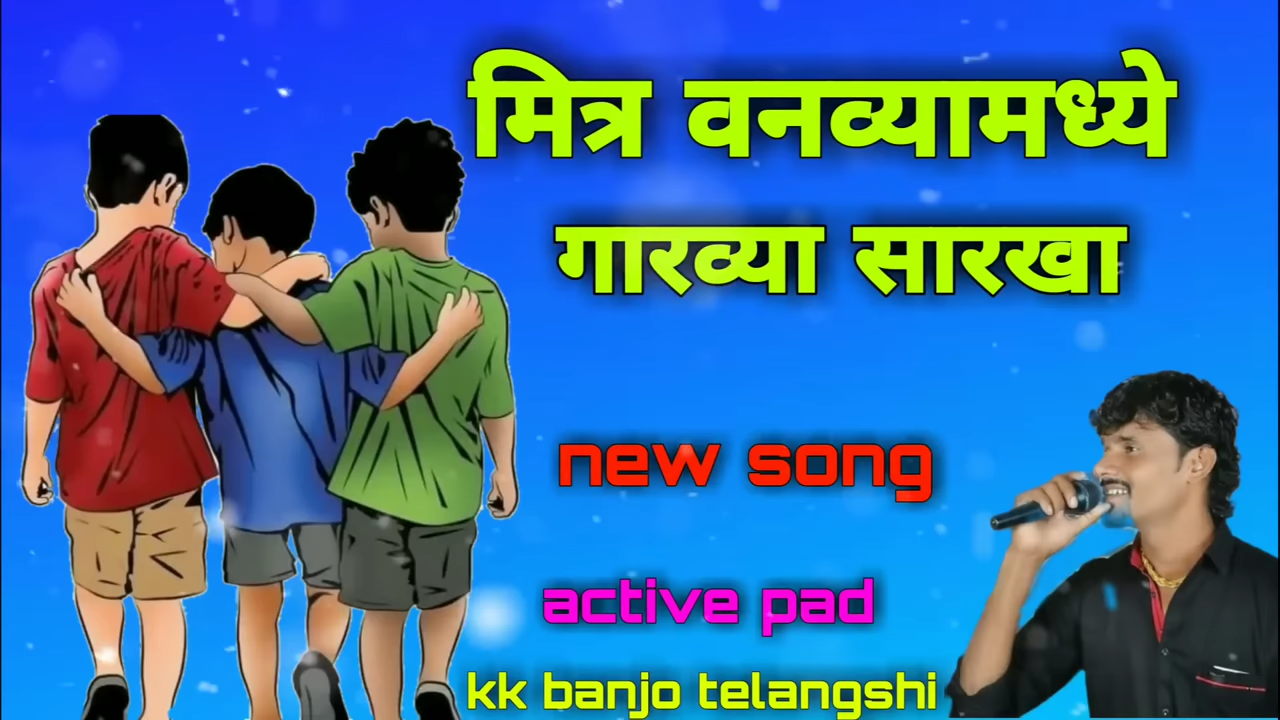 मित्र वनव्यामध्ये
गारव्या सारखा
new song
active pad
kk banjo telangshi